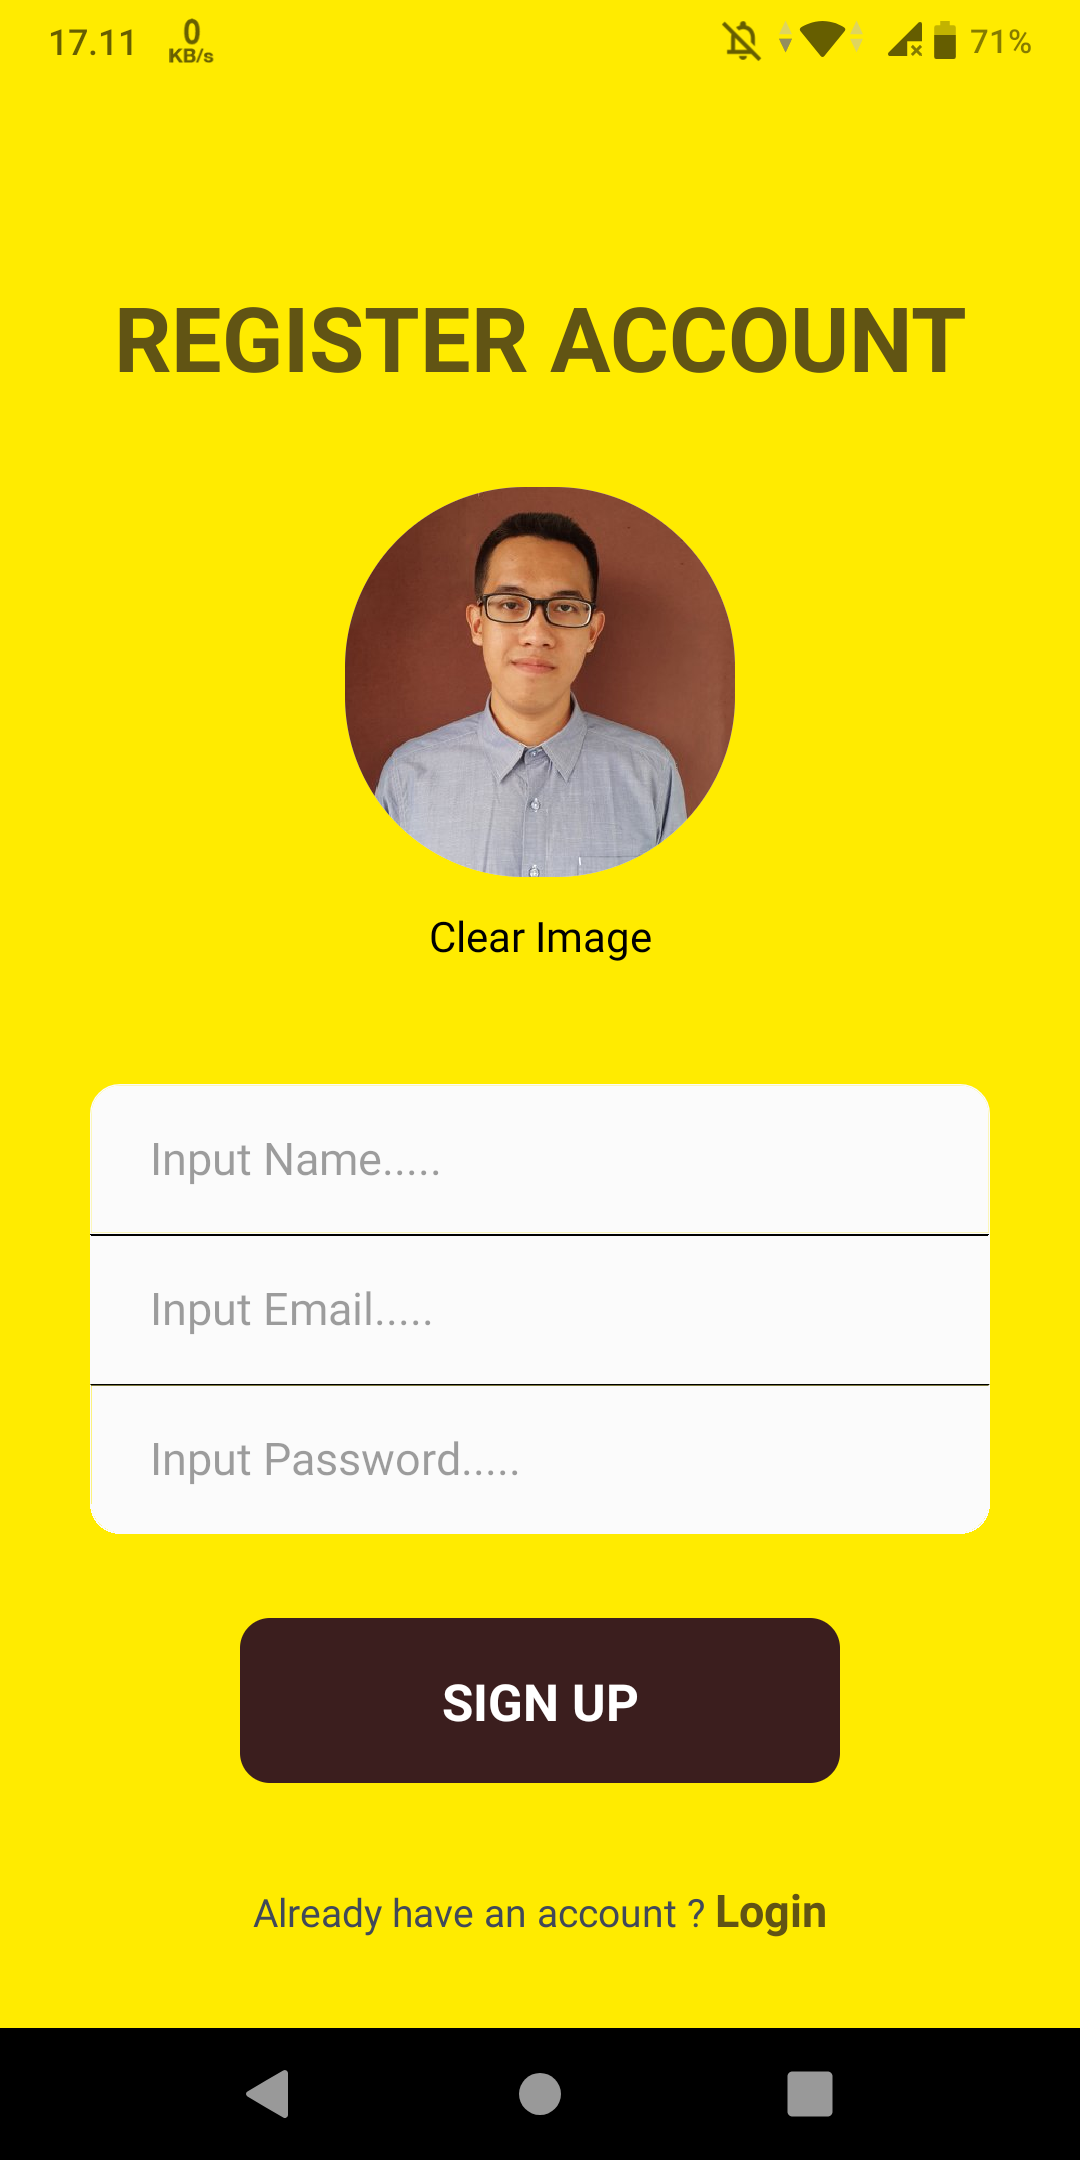 17.11 0 KB/s 71%
REGISTER ACCOUNT
Clear Image
Input Name.....
Input Email.....
Input Password.....
SIGN UP
Already have an account ? Login